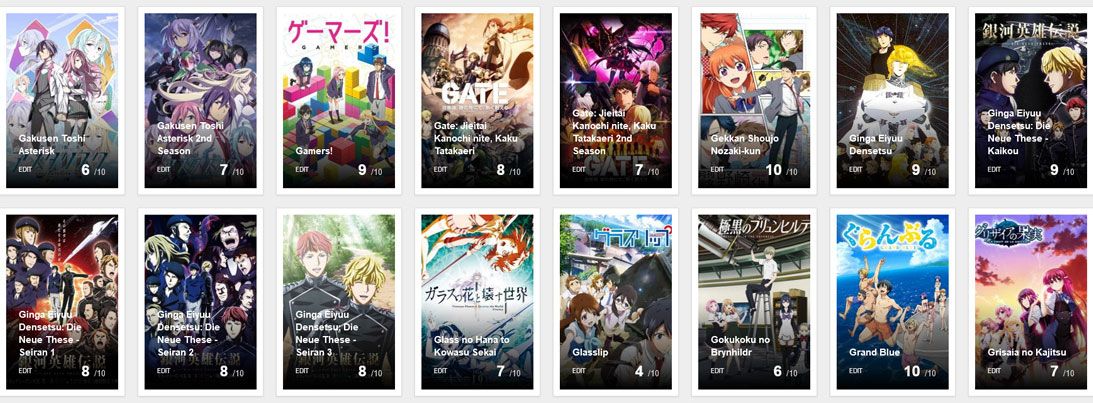 ゲーマーズ!
GAMERS
GATE
GATE
銀河英雄伝説
Gakusen Toshi
Asterisk
EDIT 6 /10
Gakusen Toshi
Asterisk 2nd
Season
EDIT 7 /10
Gamers!
EDIT 9 /10
Gate: Jieitai
Kanochi nite, Kaku
Tatakaeri
EDIT 8 /10
Gate: Jieitai
Kanochi nite, Kaku
Tatakaeri 2nd
Season
EDIT 7 /10
Gekkan Shoujo
Nozaki-kun
EDIT 10 /10
Ginga Eiyuu
Densetsu
EDIT 9 /10
Ginga Eiyuu
Densetsu: Die
Neue These -
Kaikou
EDIT 9 /10
ガラスの花と壊す世界
グラスリップ
極黒のブリュンヒルデ
ぐらんぶる
グリザイアの果実
銀河英雄伝説
Ginga Eiyuu
Densetsu: Die
Neue These -
Seiran 1
EDIT 8 /10
Ginga Eiyuu
Densetsu: Die
Neue These -
Seiran 2
EDIT 8 /10
Ginga Eiyuu
Densetsu: Die
Neue These -
Seiran 3
EDIT 8 /10
Glass no Hana to
Kowasu Sekai
EDIT 7 /10
Glasslip
EDIT 4 /10
Gokukoku no
Brynhildr
EDIT 6 /10
Grand Blue
EDIT 10 /10
Grisaia no Kajitsu
EDIT 7 /10